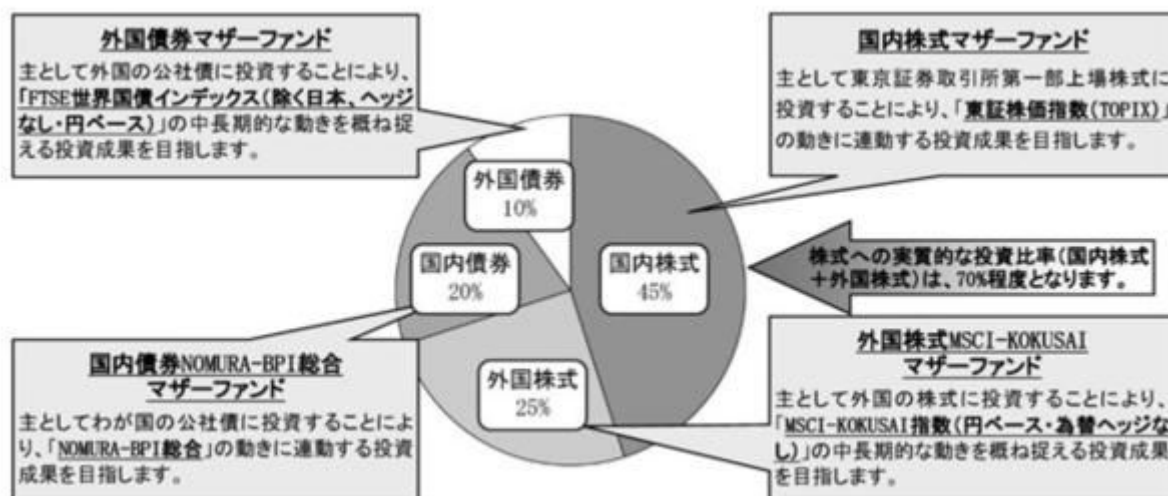 外国債券マザーファンド
主として外国の公社債に投資することにより、
「FTSE世界国債インデックス(除く日本、ヘッジ
なし・円ベース)」の中長期的な動きを概ね捉
える投資成果を目指します。
国内株式マザーファンド
主として東京証券取引所第一部上場株式に
投資することにより、「東証株価指数(TOPIX)」
の動きに連動する投資成果を目指します。
外国債券
10%
国内債券
20%
国内株式
45%
外国株式
25%
株式への実質的な投資比率(国内株式
+外国株式)は、70%程度となります。
国内債券NOMURA-BPI総合
マザーファンド
主としてわが国の公社債に投資することによ
り、「NOMURA-BPI総合」の動きに連動する投資
成果を目指します。
外国株式MSCI-KOKUSAI
マザーファンド
主として外国の株式に投資することにより、
「MSCI-KOKUSAI指数(円ベース・為替ヘッジな
し)」の中長期的な動きを概ね捉える投資成果
を目指します。